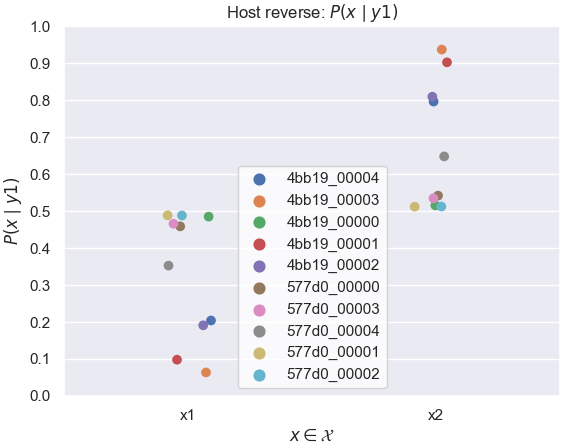 Host reverse: P(x | y1)
1.0
0.9
0.8
0.7
0.6
0.5
0.4
0.3
0.2
0.1
0.0
P(x | y1)
4bb19_00004
4bb19_00003
4bb19_00000
4bb19_00001
4bb19_00002
577d0_00000
577d0_00003
577d0_00004
577d0_00001
577d0_00002
x1 x2
x ∈ 𝒳